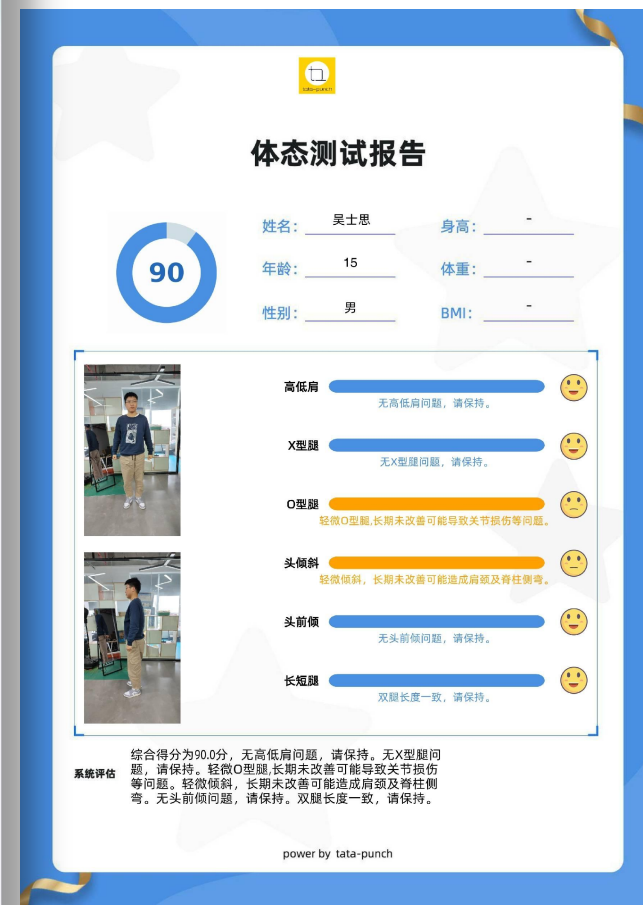 tata-punch
体态测试报告
90
姓名： 吴士思 身高： -
年龄： 15 体重： -
性别： 男 BMI： -
高低肩
无高低肩问题，请保持。
X型腿
无X型腿问题，请保持。
O型腿
轻微O型腿,长期未改善可能导致关节损伤等问题。
头倾斜
轻微倾斜，长期未改善可能造成肩颈及脊柱侧弯。
头前倾
无头前倾问题，请保持。
长短腿
双腿长度一致，请保持。
系统评估
综合得分为90.0分，无高低肩问题，请保持。无X型腿问
题，请保持。轻微O型腿,长期未改善可能导致关节损伤
等问题。轻微倾斜，长期未改善可能造成肩颈及脊柱侧
弯。无头前倾问题，请保持。双腿长度一致，请保持。
power by tata-punch